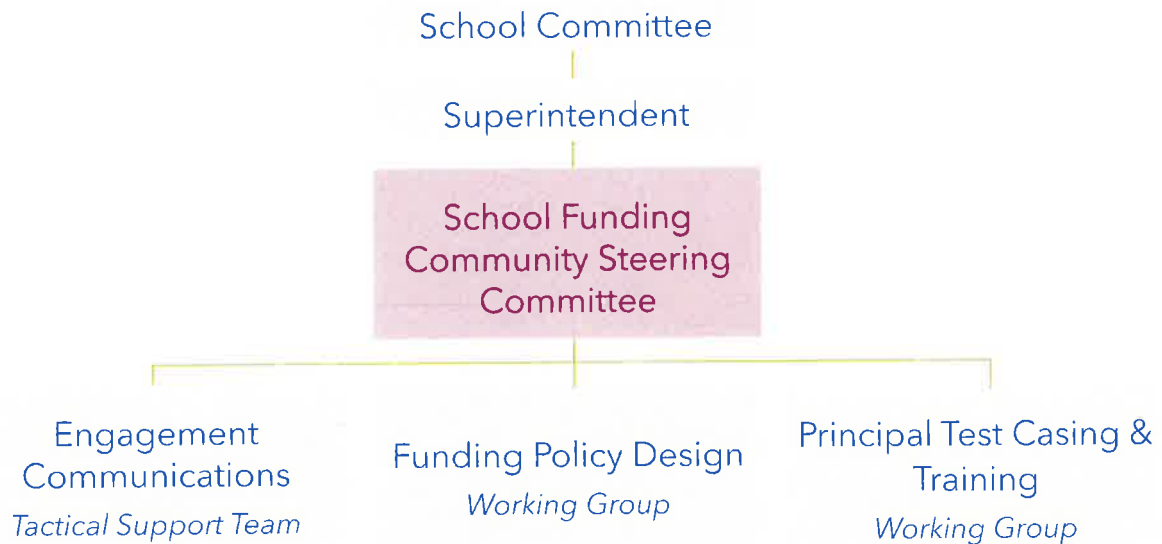 School Committee
Superintendent
School Funding
Community Steering
Committee
Engagement
Communications
Tactical Support Team
Funding Policy Design
Working Group
Principal Test Casing &
Training
Working Group